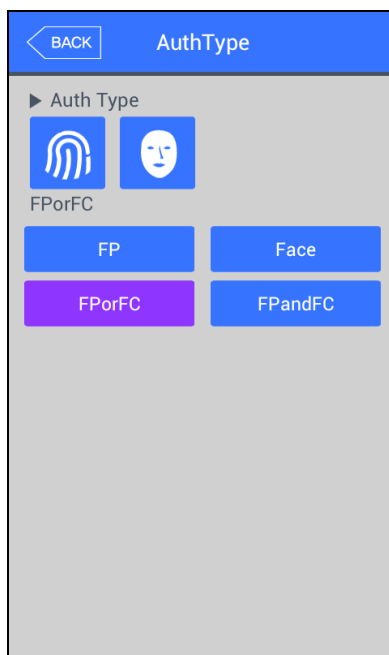 BACK AuthType
▶ Auth Type
FPorFC
FP Face
FPorFC FPandFC